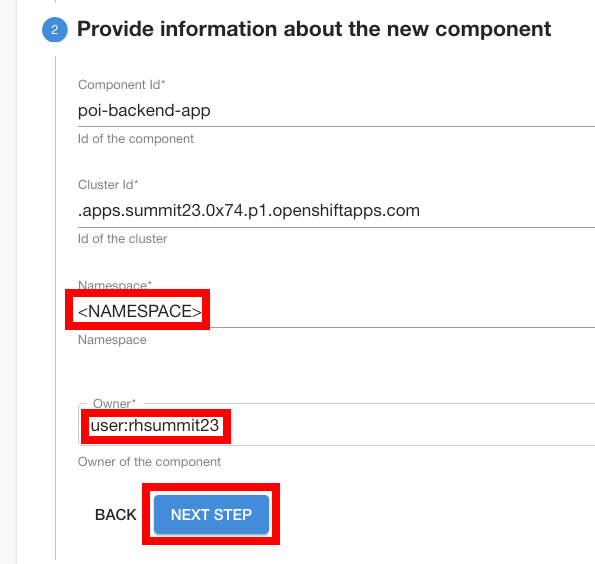 2 Provide information about the new component
Component Id*
poi-backend-app
Id of the component
Cluster Id*
.apps.summit23.0x74.p1.openshiftapps.com
Id of the cluster
Namespace*
<NAMESPACE>
Namespace
Owner*
user:rhsummit23
Owner of the component
BACK NEXT STEP